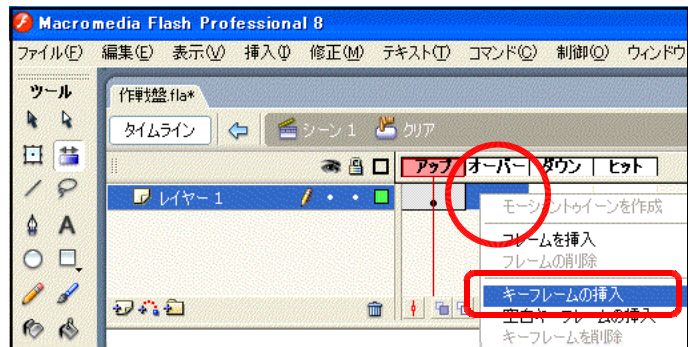 Macromedia Flash Professional 8
ファイル(F) 編集(E) 表示(V) 挿入(I) 修正(M) テキスト(T) コマンド(C) 制御(O) ウィンドウ
ツール
作戦盤.fla*
タイムライン シーン 1 クリア
アップ オーバー ダウン ヒット
レイヤー 1
モーショントゥイーンを作成
フレームを挿入
フレームの削除
キーフレームの挿入
空白キーフレームの挿入
キーフレームを削除
A